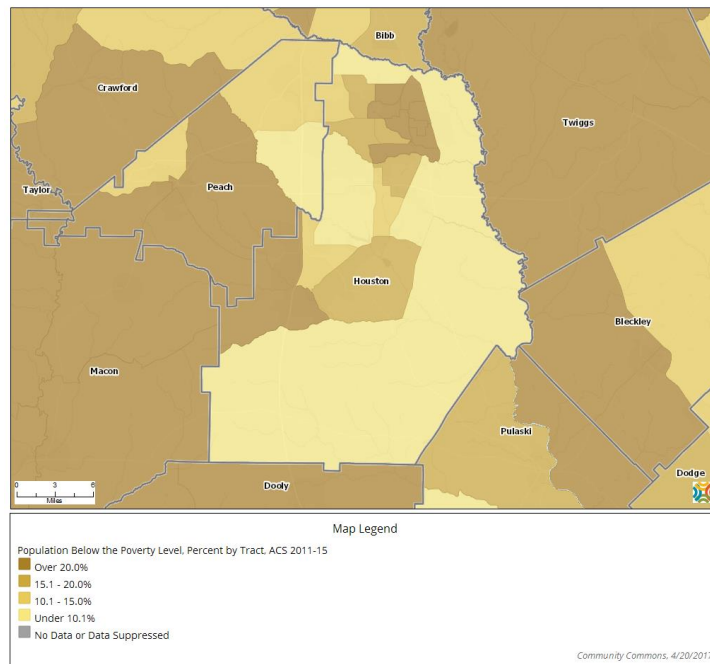 Bibb
Crawford
Twiggs
Taylor
Peach
Houston
Bleckley
Macon
Pulaski
Dodge
Dooly
0 3 6
Miles
Map Legend
Population Below the Poverty Level, Percent by Tract, ACS 2011-15
Over 20.0%
15.1 - 20.0%
10.1 - 15.0%
Under 10.1%
No Data or Data Suppressed
Community Commons, 4/20/2017